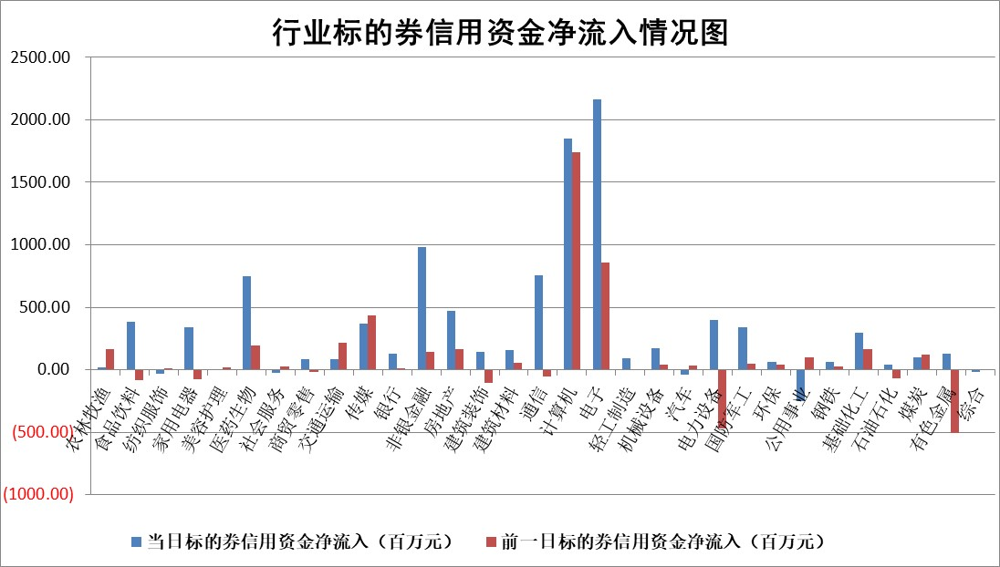 行业标的券信用资金净流入情况图
2500.00
2000.00
1500.00
1000.00
500.00
0.00
(500.00)
(1000.00)
农林牧渔
食品饮料
纺织服饰
家用电器
美容护理
医药生物
社会服务
商贸零售
交通运输
传媒
银行
非银金融
房地产
建筑装饰
建筑材料
通信
计算机
电子
轻工制造
机械设备
汽车
电力设备
国防军工
环保
公用事业
钢铁
基础化工
石油石化
煤炭
有色金属
综合
当日标的券信用资金净流入（百万元）
前一日标的券信用资金净流入（百万元）